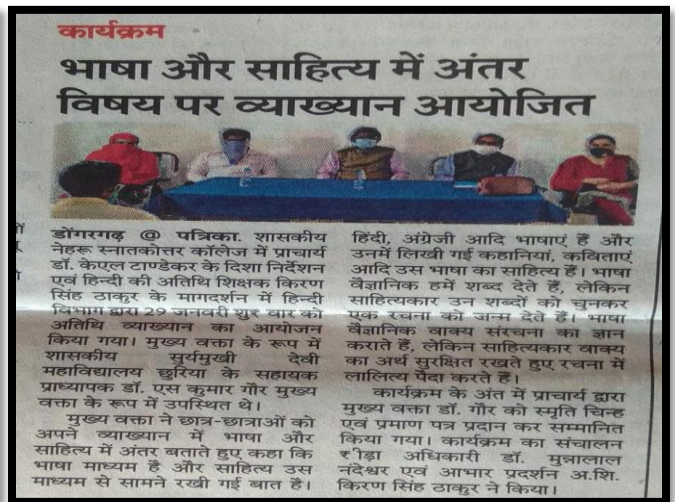 कार्यक्रम
भाषा और साहित्य में अंतर
विषय पर व्याख्यान आयोजित
डोंगरगढ़ @ पत्रिका. शासकीय
नेहरू स्नातकोत्तर कॉलेज में प्राचार्य
डॉ. केएल टाण्डेकर के दिशा निर्देशन
एवं हिन्दी की अतिथि शिक्षक किरण
सिंह ठाकुर के मागदर्शन में हिन्दी
विभाग द्वारा 29 जनवरी शुर वार को
अतिथि व्याख्यान का आयोजन
किया गया। मुख्य वक्ता के रूप में
शासकीय सुर्यमुखी देवी
महाविद्यालय छुरिया के सहायक
प्राध्यापक डॉ. एस कुमार गौर मुख्य
वक्ता के रूप में उपस्थित थे।
मुख्य वक्ता ने छात्र-छात्राओं को
अपने व्याख्यान में भाषा और
साहित्य में अंतर बताते हुए कहा कि
भाषा माध्यम है और साहित्य उस
माध्यम से सामने रखी गई बात है।
हिंदी, अंग्रेजी आदि भाषाएं हैं और
उनमें लिखी गई कहानियां, कविताएं
आदि उस भाषा का साहित्य हैं। भाषा
वैज्ञानिक हमें शब्द देते हैं, लेकिन
साहित्यकार उन शब्दों को चुनकर
एक रचना को जन्म देते हैं। भाषा
वैज्ञानिक वाक्य संरचना का ज्ञान
कराते हैं, लेकिन साहित्यकार वाक्य
का अर्थ सुरक्षित रखते हुए रचना में
लालित्य पैदा करते हैं।
कार्यक्रम के अंत में प्राचार्य द्वारा
मुख्य वक्ता डॉ. गौर को स्मृति चिन्ह
एवं प्रमाण पत्र प्रदान कर सम्मानित
किया गया। कार्यक्रम का संचालन
₹ीड़ा अधिकारी डॉ. मुन्नालाल
नंदेश्वर एवं आभार प्रदर्शन अ.शि.
किरण सिंह ठाकुर ने किया।